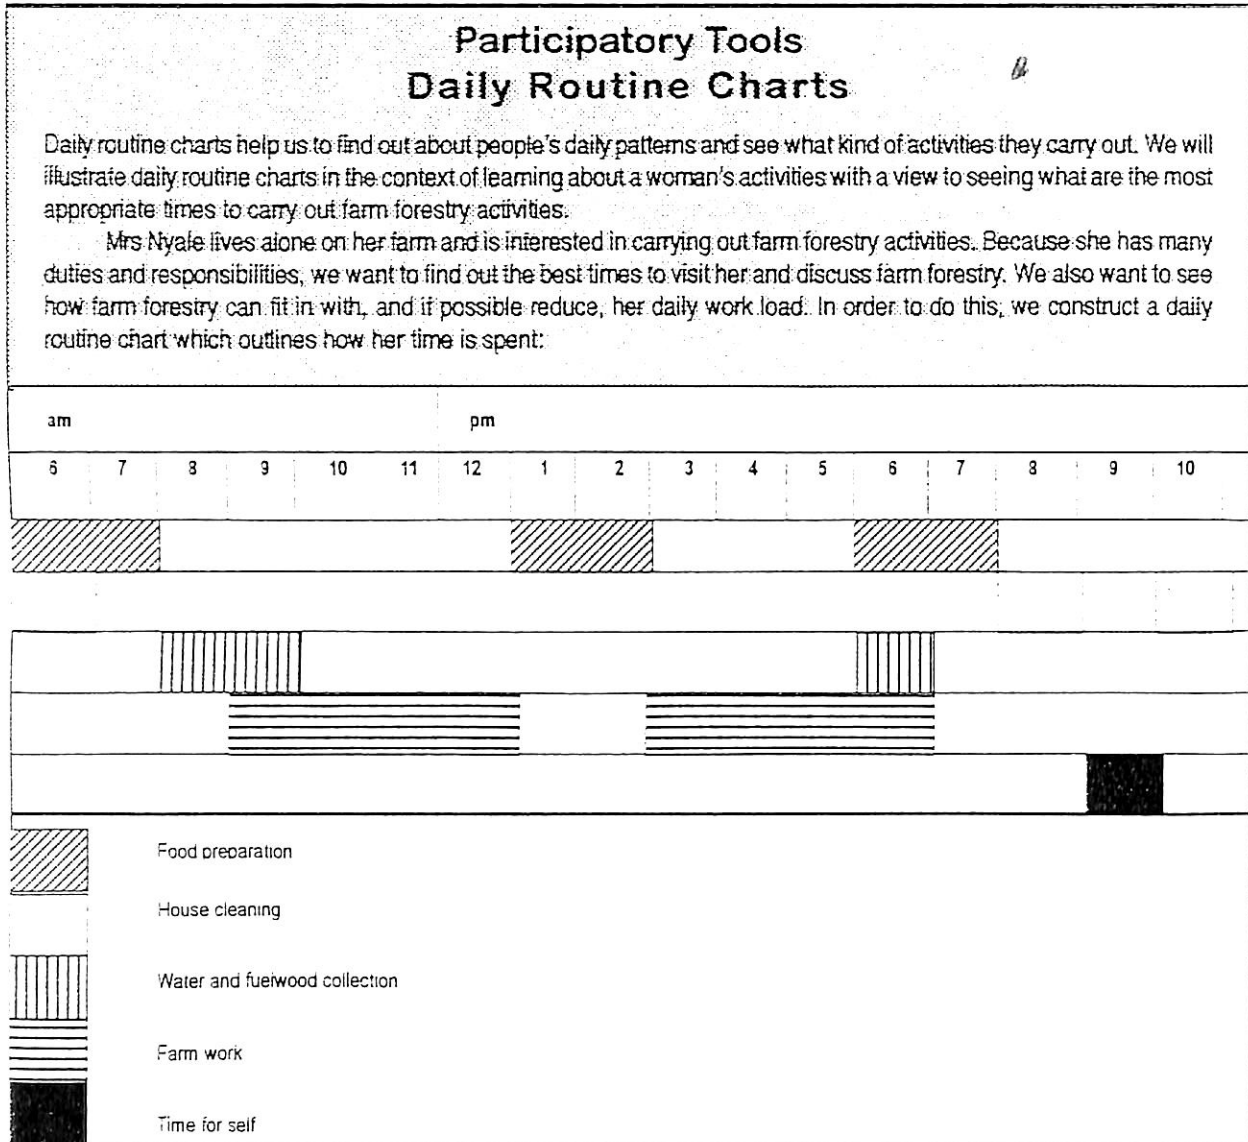 Participatory Tools
Daily Routine Charts
Daily routine charts help us to find out about people's daily patterns and see what kind of activities they carry out. We will
illustrate daily routine charts in the context of learning about a woman's activities with a view to seeing what are the most
appropriate times to carry out farm forestry activities.
Mrs Nyale lives alone on her farm and is interested in carrying out farm forestry activities. Because she has many
duties and responsibilities, we want to find out the best times to visit her and discuss farm forestry. We also want to see
how farm forestry can fit in with, and if possible reduce, her daily work load. In order to do this, we construct a daily
routine chart which outlines how her time is spent:
am pm
6 7 8 9 10 11 12 1 2 3 4 5 6 7 8 9 10
Food preparation
House cleaning
Water and fuelwood collection
Farm work
Time for self